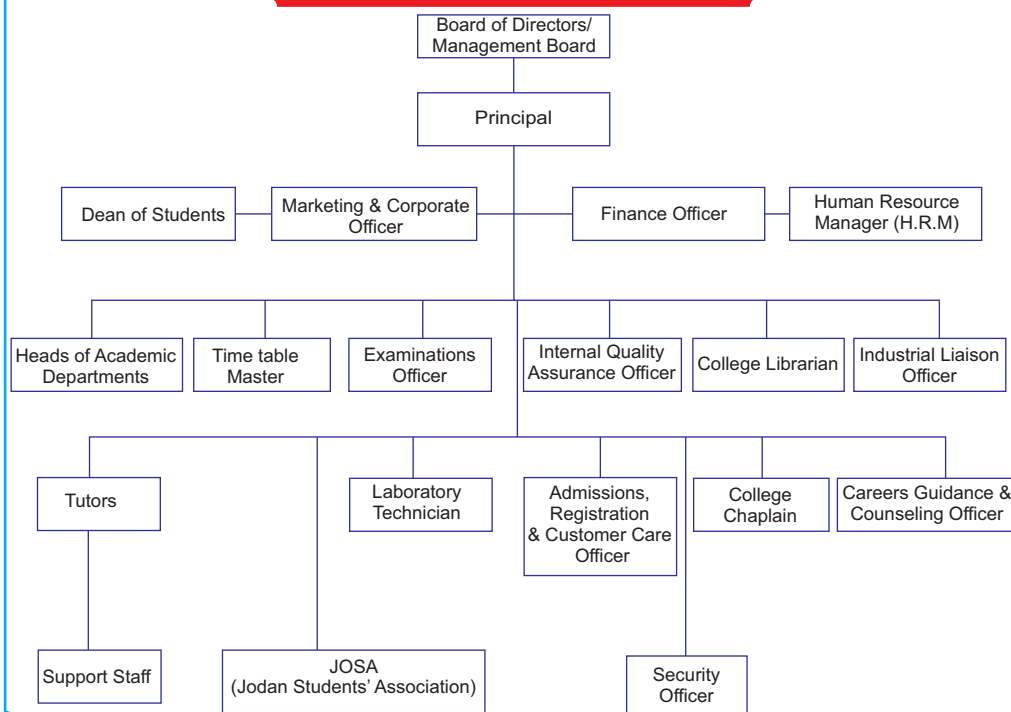 Board of Directors/
Management Board
Principal
Dean of Students
Marketing & Corporate
Officer
Finance Officer
Human Resource
Manager (H.R.M)
Heads of Academic
Departments
Time table
Master
Examinations
Officer
Internal Quality
Assurance Officer
College Librarian
Industrial Liaison
Officer
Tutors
Laboratory
Technician
Admissions,
Registration
& Customer Care
Officer
College
Chaplain
Careers Guidance &
Counseling Officer
Support Staff
JOSA
(Jodan Students’ Association)
Security
Officer